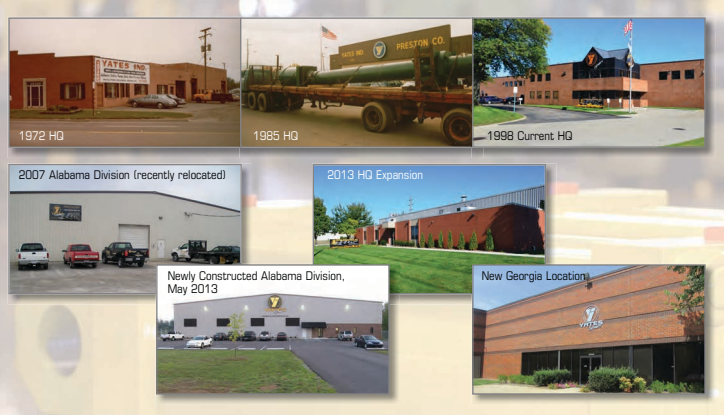 YATES IND.
1972 HQ
YATES IND. PRESTON CO.
1985 HQ
1998 Current HQ
2007 Alabama Division (recently relocated)
2013 HQ Expansion
Newly Constructed Alabama Division,
May 2013
New Georgia Location
YATES